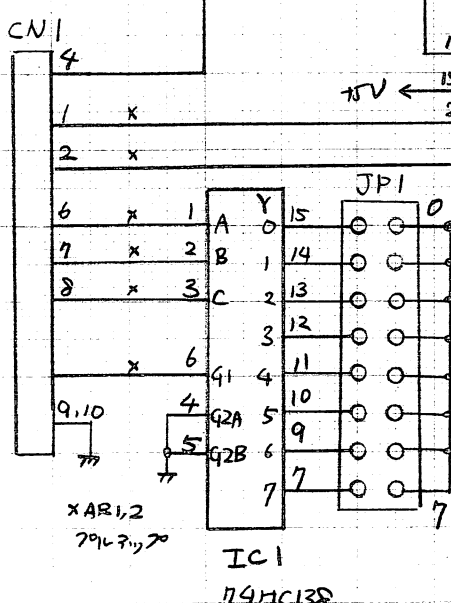 CN1
4
1
+5V
1 x
2 x
JP1
6 x 1 A Y 0 15 0
7 x 2 B 1 14
8 x 3 C 2 13
3 12
x 6 G1 4 11
9,10 4 G2A 5 10
5 G2B 6 9
7 7 7
xAR1,2
プルアップ
IC1
74HC138